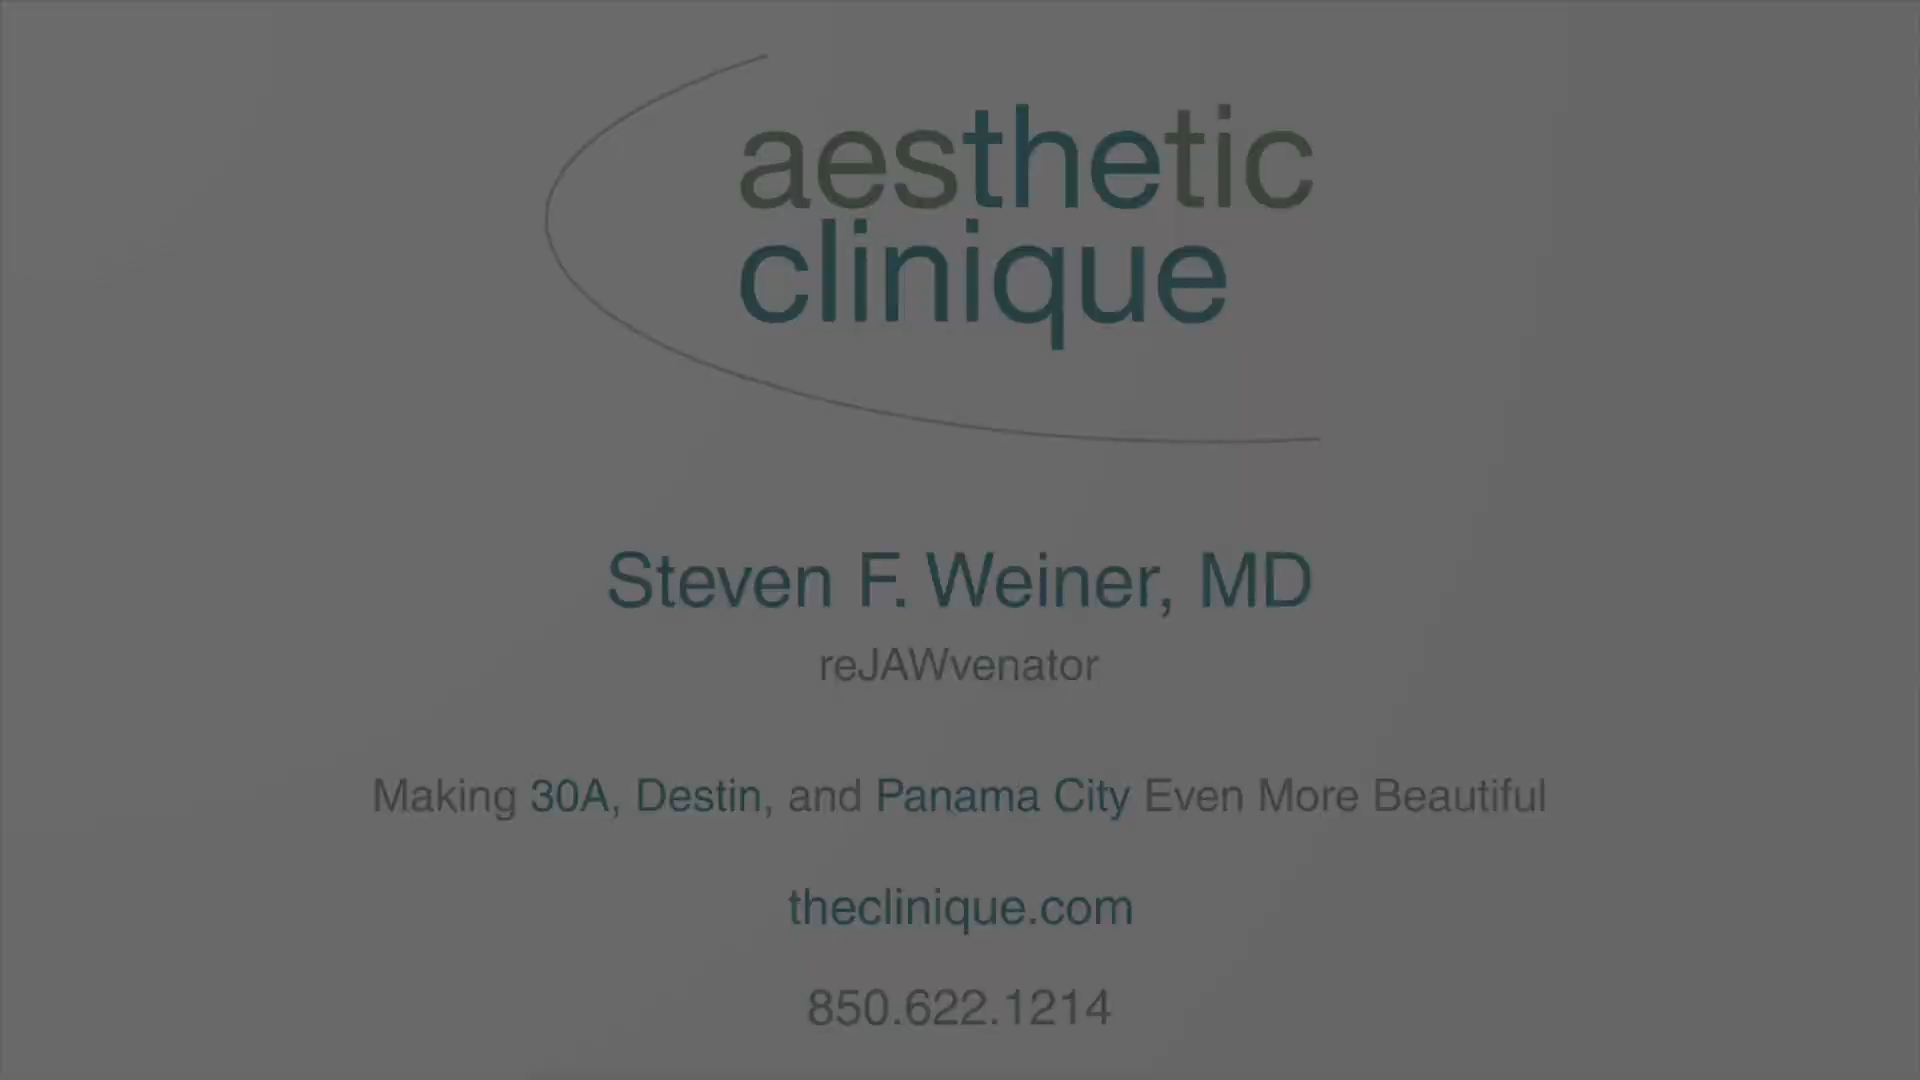 aesthetic
clinique
Steven F. Weiner, MD
reJAWvenator
Making 30A, Destin, and Panama City Even More Beautiful
theclinique.com
850.622.1214